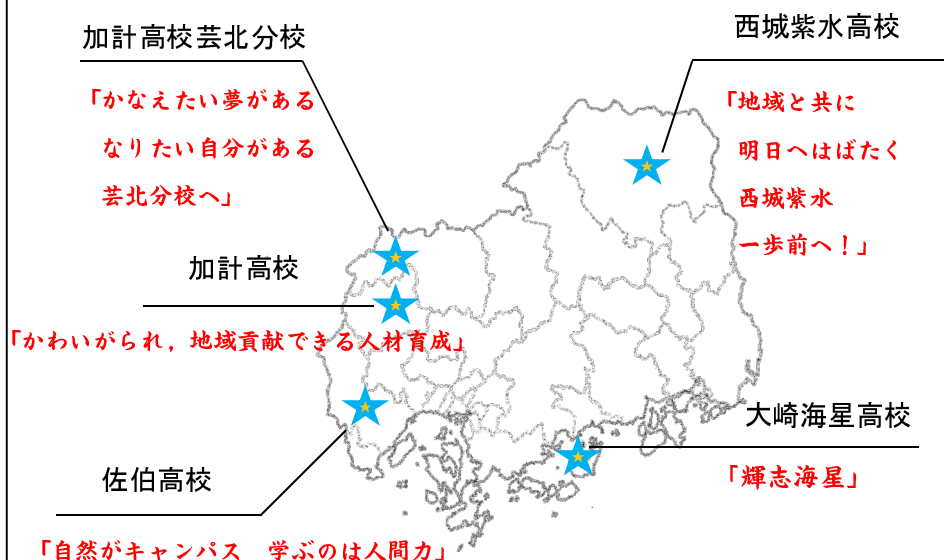 加計高校芸北分校
「かなえたい夢がある
なりたい自分がある
芸北分校へ」
西城紫水高校
「地域と共に
明日へはばたく
西城紫水
一歩前へ！」
加計高校
「かわいがられ，地域貢献できる人材育成」
大崎海星高校
「輝志海星」
佐伯高校
「自然がキャンパス　学ぶのは人間力」